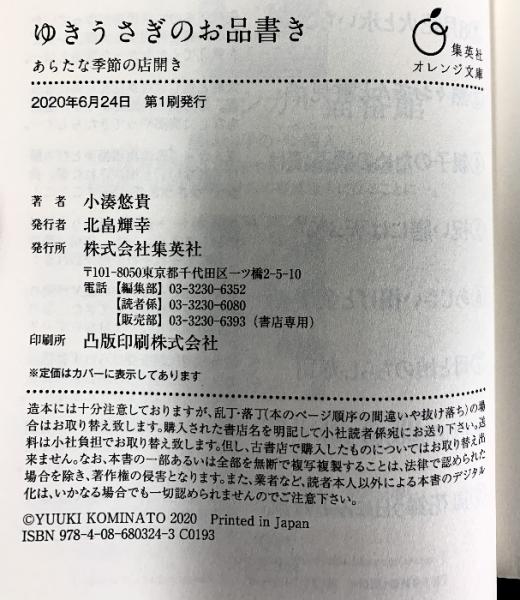 ゆきうさぎのお品書き
あらたな季節の店開き
集英社
オレンジ文庫
2020年6月24日 第1刷発行
著者 小湊悠貴
発行者 北畠輝幸
発行所 株式会社集英社
〒101-8050東京都千代田区一ツ橋2-5-10
電話【編集部】03-3230-6352
【読者係】03-3230-6080
【販売部】03-3230-6393（書店専用）
印刷所 凸版印刷株式会社
※定価はカバーに表示してあります
造本には十分注意しておりますが、乱丁・落丁(本のページ順序の間違いや抜け落ち)の場
合はお取り替え致します。購入された書店名を明記して小社読者係宛にお送り下さい。送
料は小社負担でお取り替え致します。但し、古書店で購入したものについてはお取り替え出
来ません。なお、本書の一部あるいは全部を無断で複写複製することは、法律で認められた
場合を除き、著作権の侵害となります。また、業者など、読者本人以外による本書のデジタル
化は、いかなる場合でも一切認められませんのでご注意下さい。
©YUUKI KOMINATO 2020 Printed in Japan
ISBN 978-4-08-680324-3 C0193